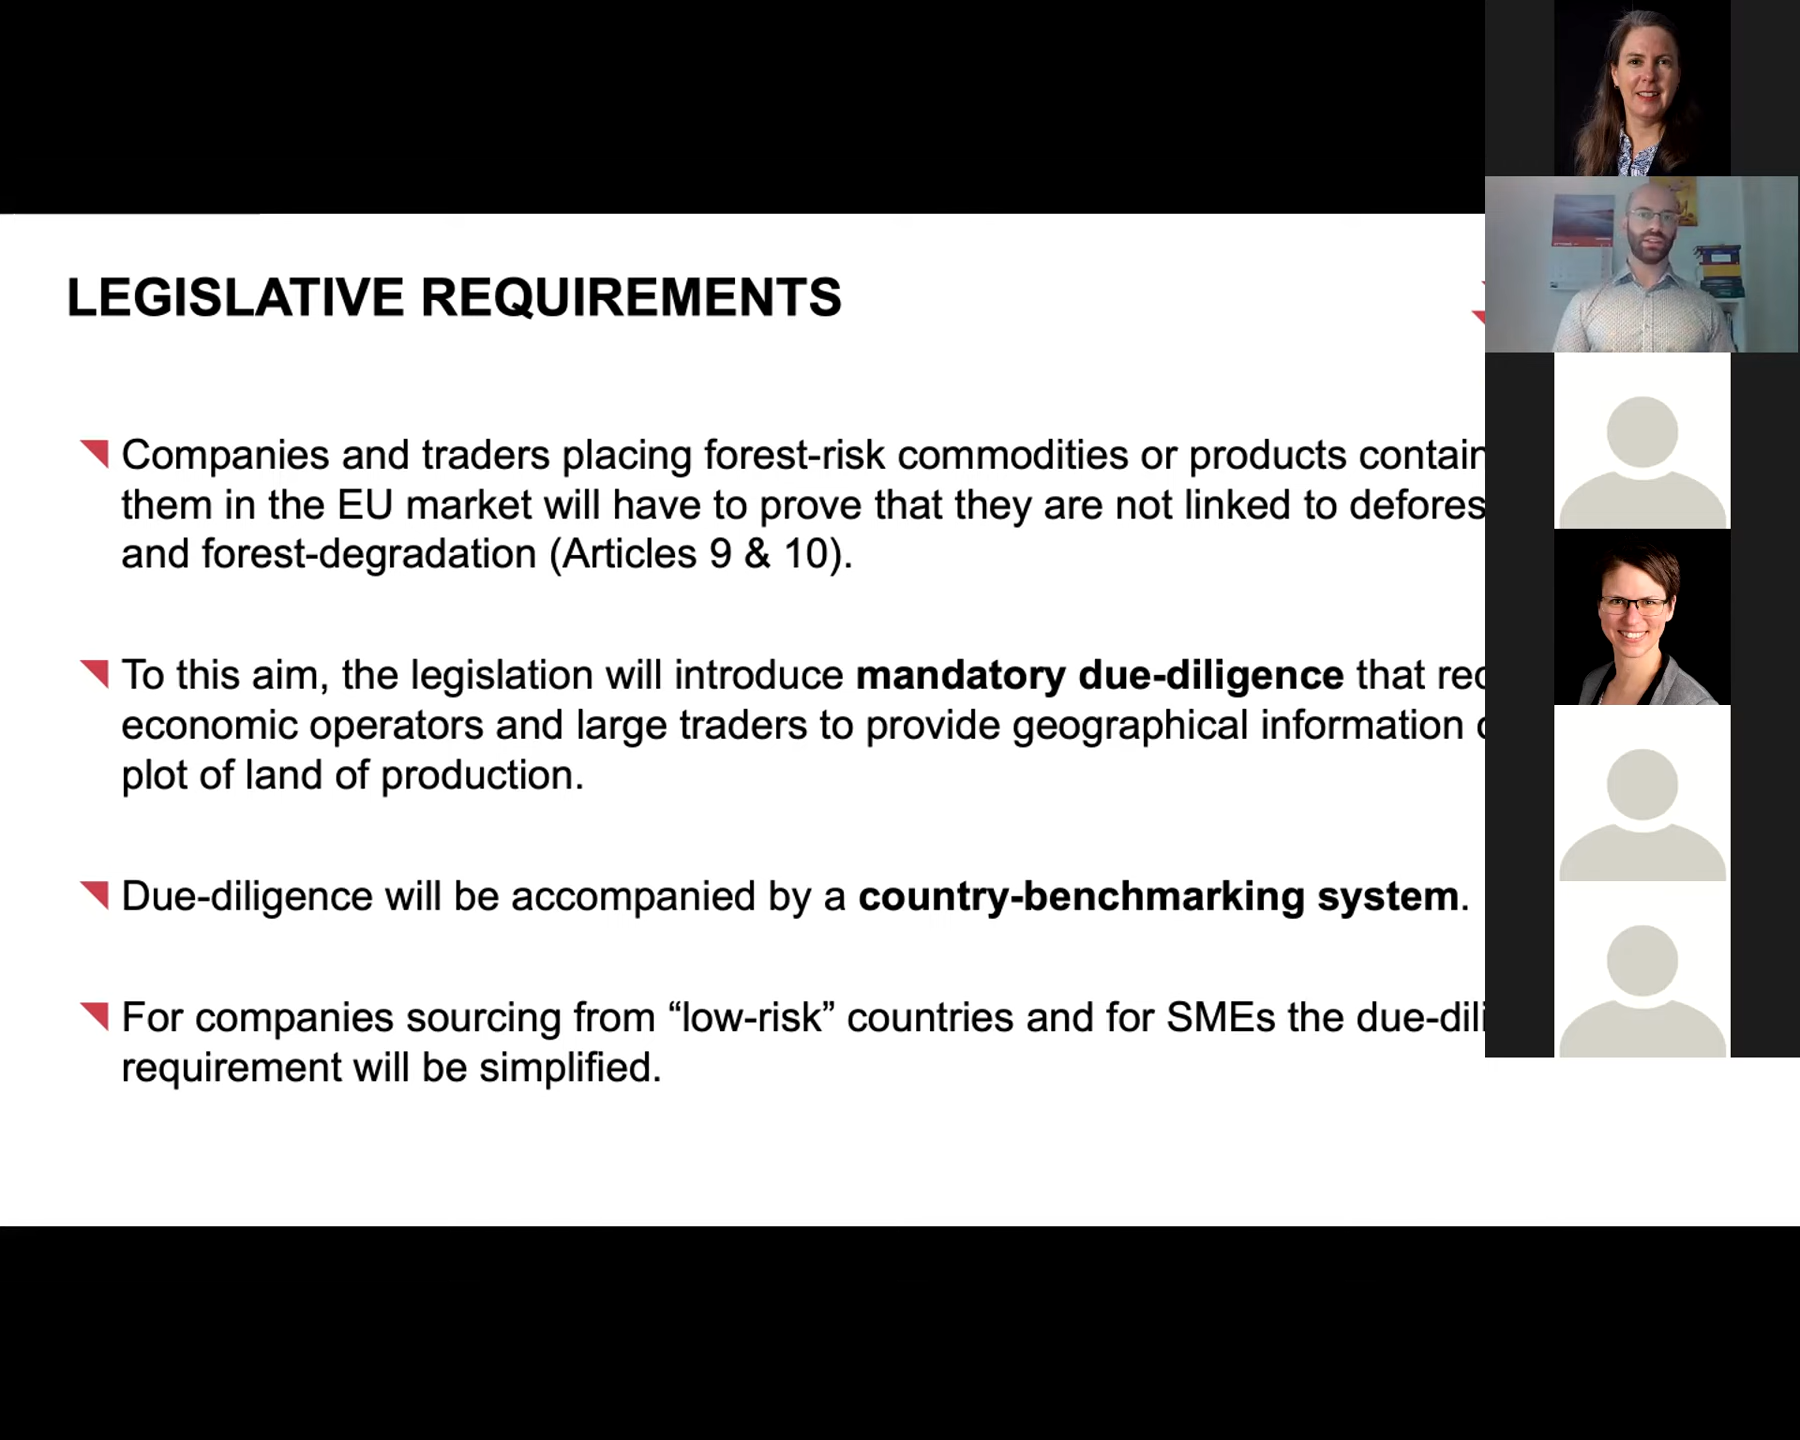 LEGISLATIVE REQUIREMENTS
Companies and traders placing forest-risk commodities or products contain
them in the EU market will have to prove that they are not linked to defores
and forest-degradation (Articles 9 & 10).
To this aim, the legislation will introduce mandatory due-diligence that
economic operators and large traders to provide geographical information
plot of land of production.
Due-diligence will be accompanied by a country-benchmarking system.
For companies sourcing from “low-risk” countries and for SMEs the due-dili
requirement will be simplified.